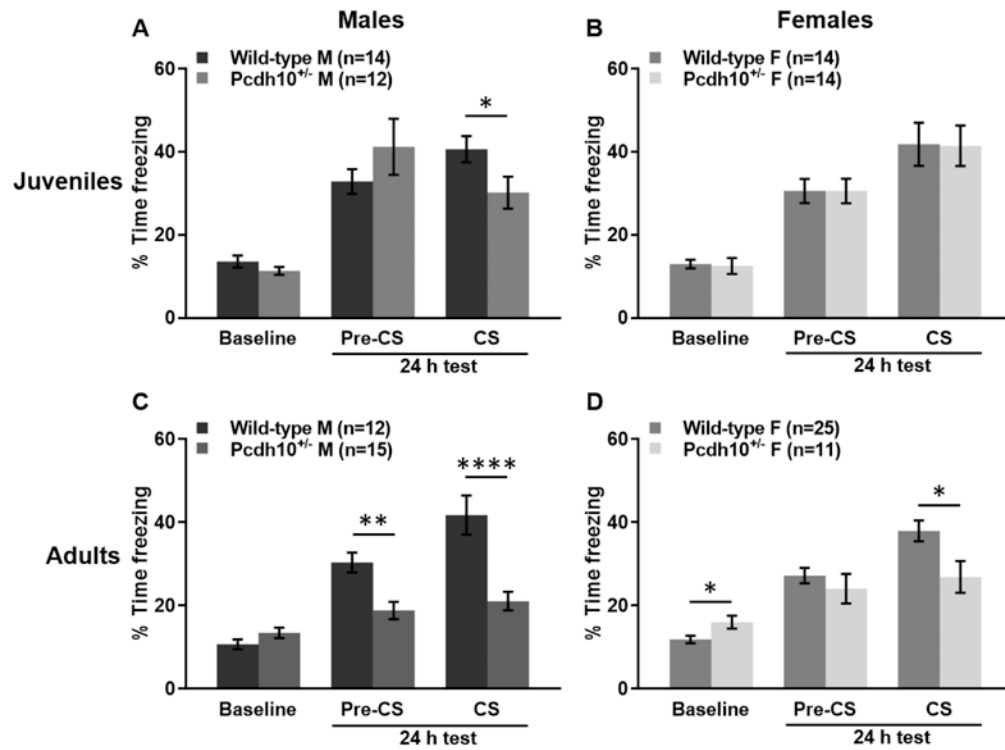 Males
Females
A
Wild-type M (n=14)
Pcdh10+/- M (n=12)
60
40
20
0
% Time freezing
*
Baseline
Pre-CS
CS
24 h test
B
Wild-type F (n=14)
Pcdh10+/- F (n=14)
60
40
20
0
% Time freezing
Baseline
Pre-CS
CS
24 h test
Juveniles
C
Wild-type M (n=12)
Pcdh10+/- M (n=15)
60
40
20
0
% Time freezing
**
****
Baseline
Pre-CS
CS
24 h test
D
Wild-type F (n=25)
Pcdh10+/- F (n=11)
60
40
20
0
% Time freezing
*
*
Baseline
Pre-CS
CS
24 h test
Adults